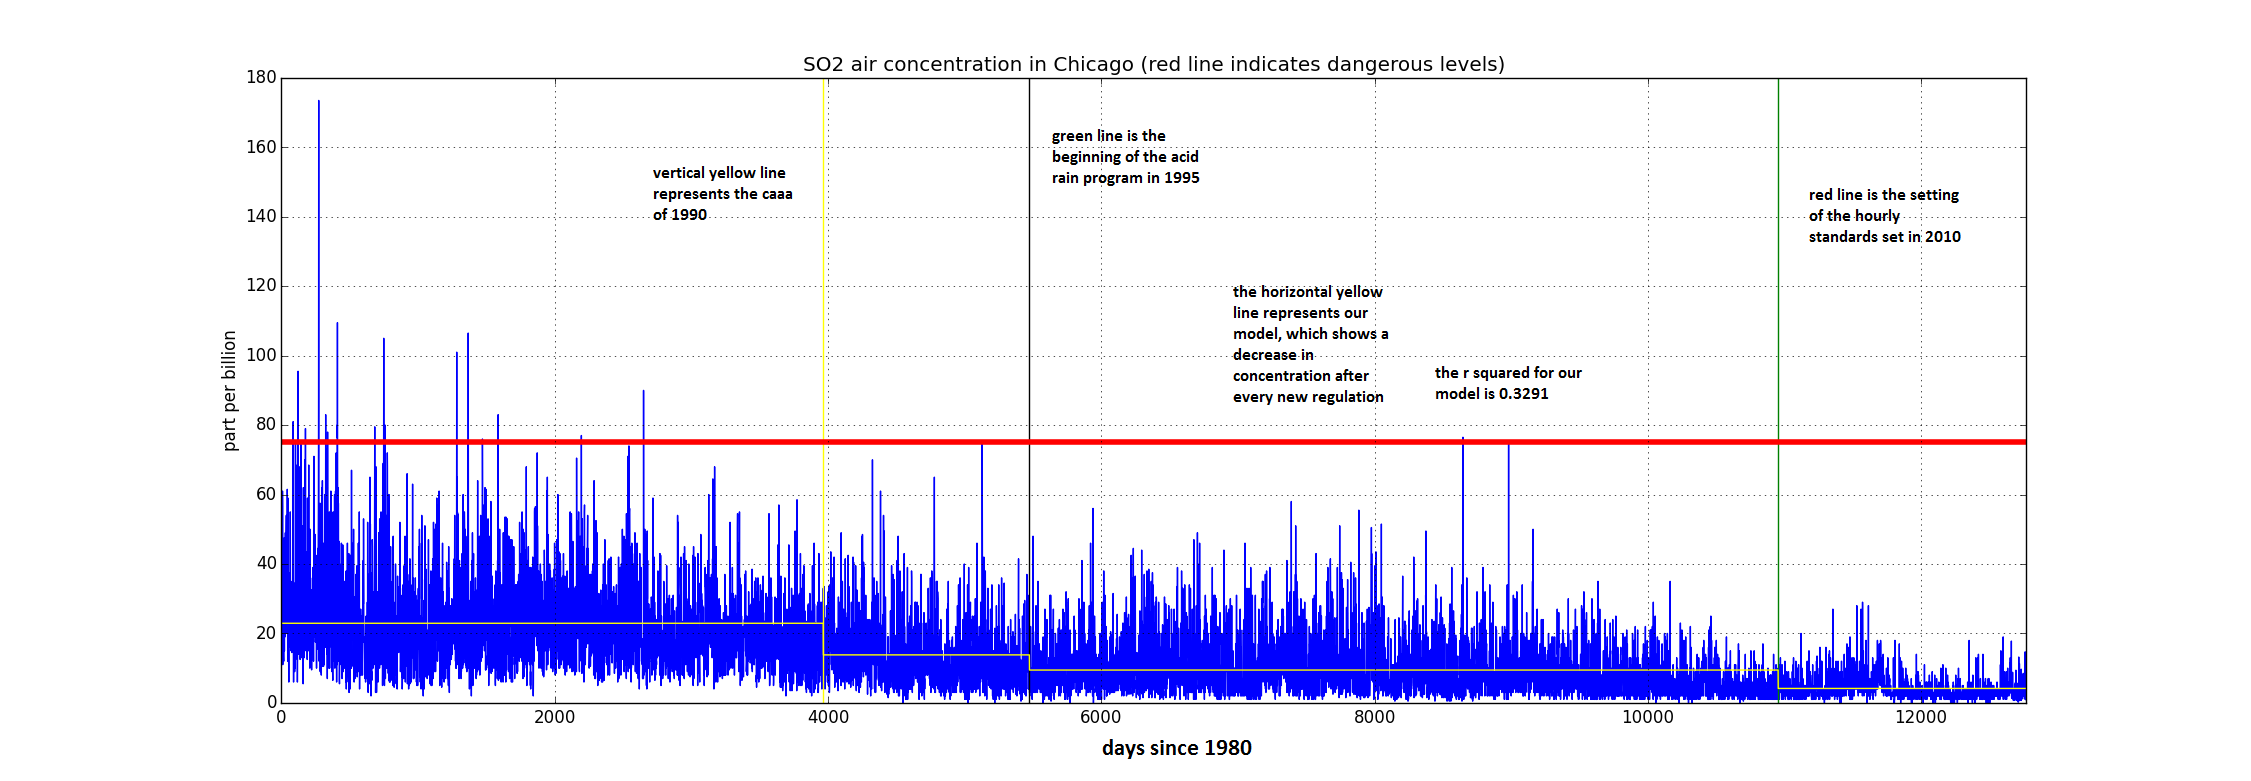 SO2 air concentration in Chicago (red line indicates dangerous levels)
part per billion
180
160
140
120
100
80
60
40
20
0
vertical yellow line
represents the caaa
of 1990
green line is the
beginning of the acid
rain program in 1995
red line is the setting
of the hourly
standards set in 2010
the horizontal yellow
line represents our
model, which shows a
decrease in
concentration after
every new regulation
the r squared for our
model is 0.3291
0
2000
4000
6000
8000
10000
12000
days since 1980